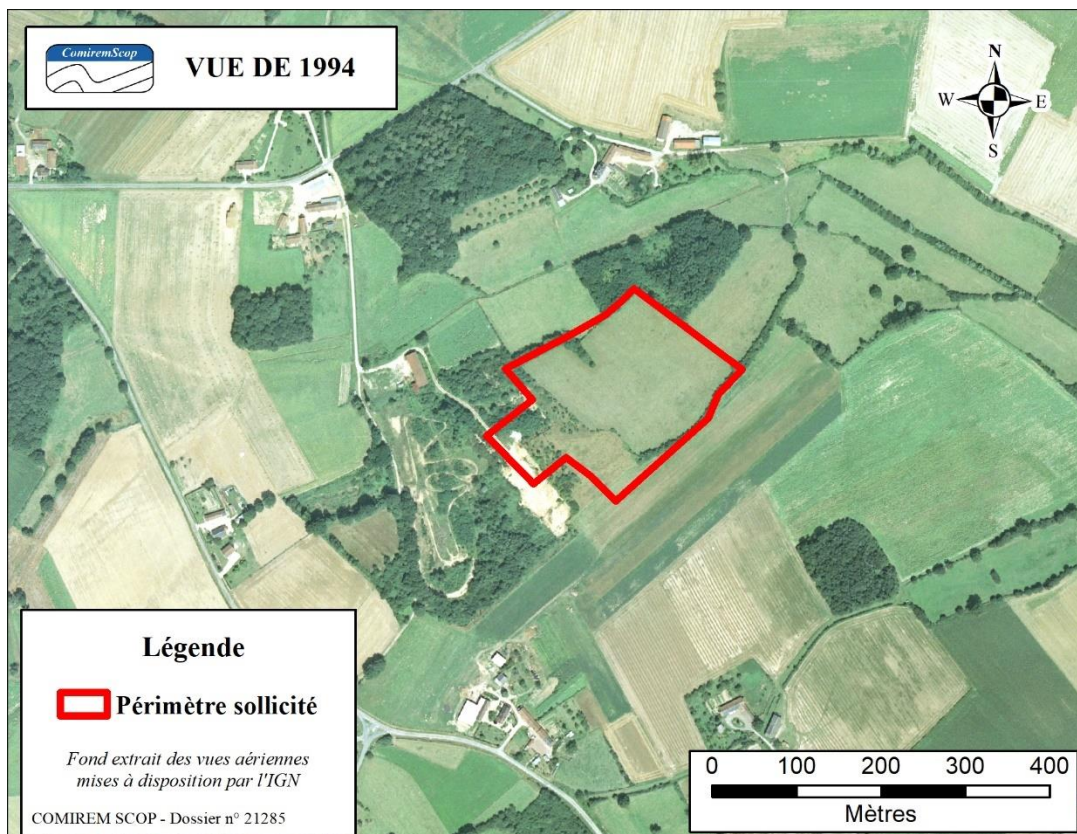 ComiremScop
VUE DE 1994
N
W E
S
Légende
Périmètre sollicité
Fond extrait des vues aériennes
mises à disposition par l'IGN
COMIREM SCOP - Dossier n° 21285
0 100 200 300 400
Mètres